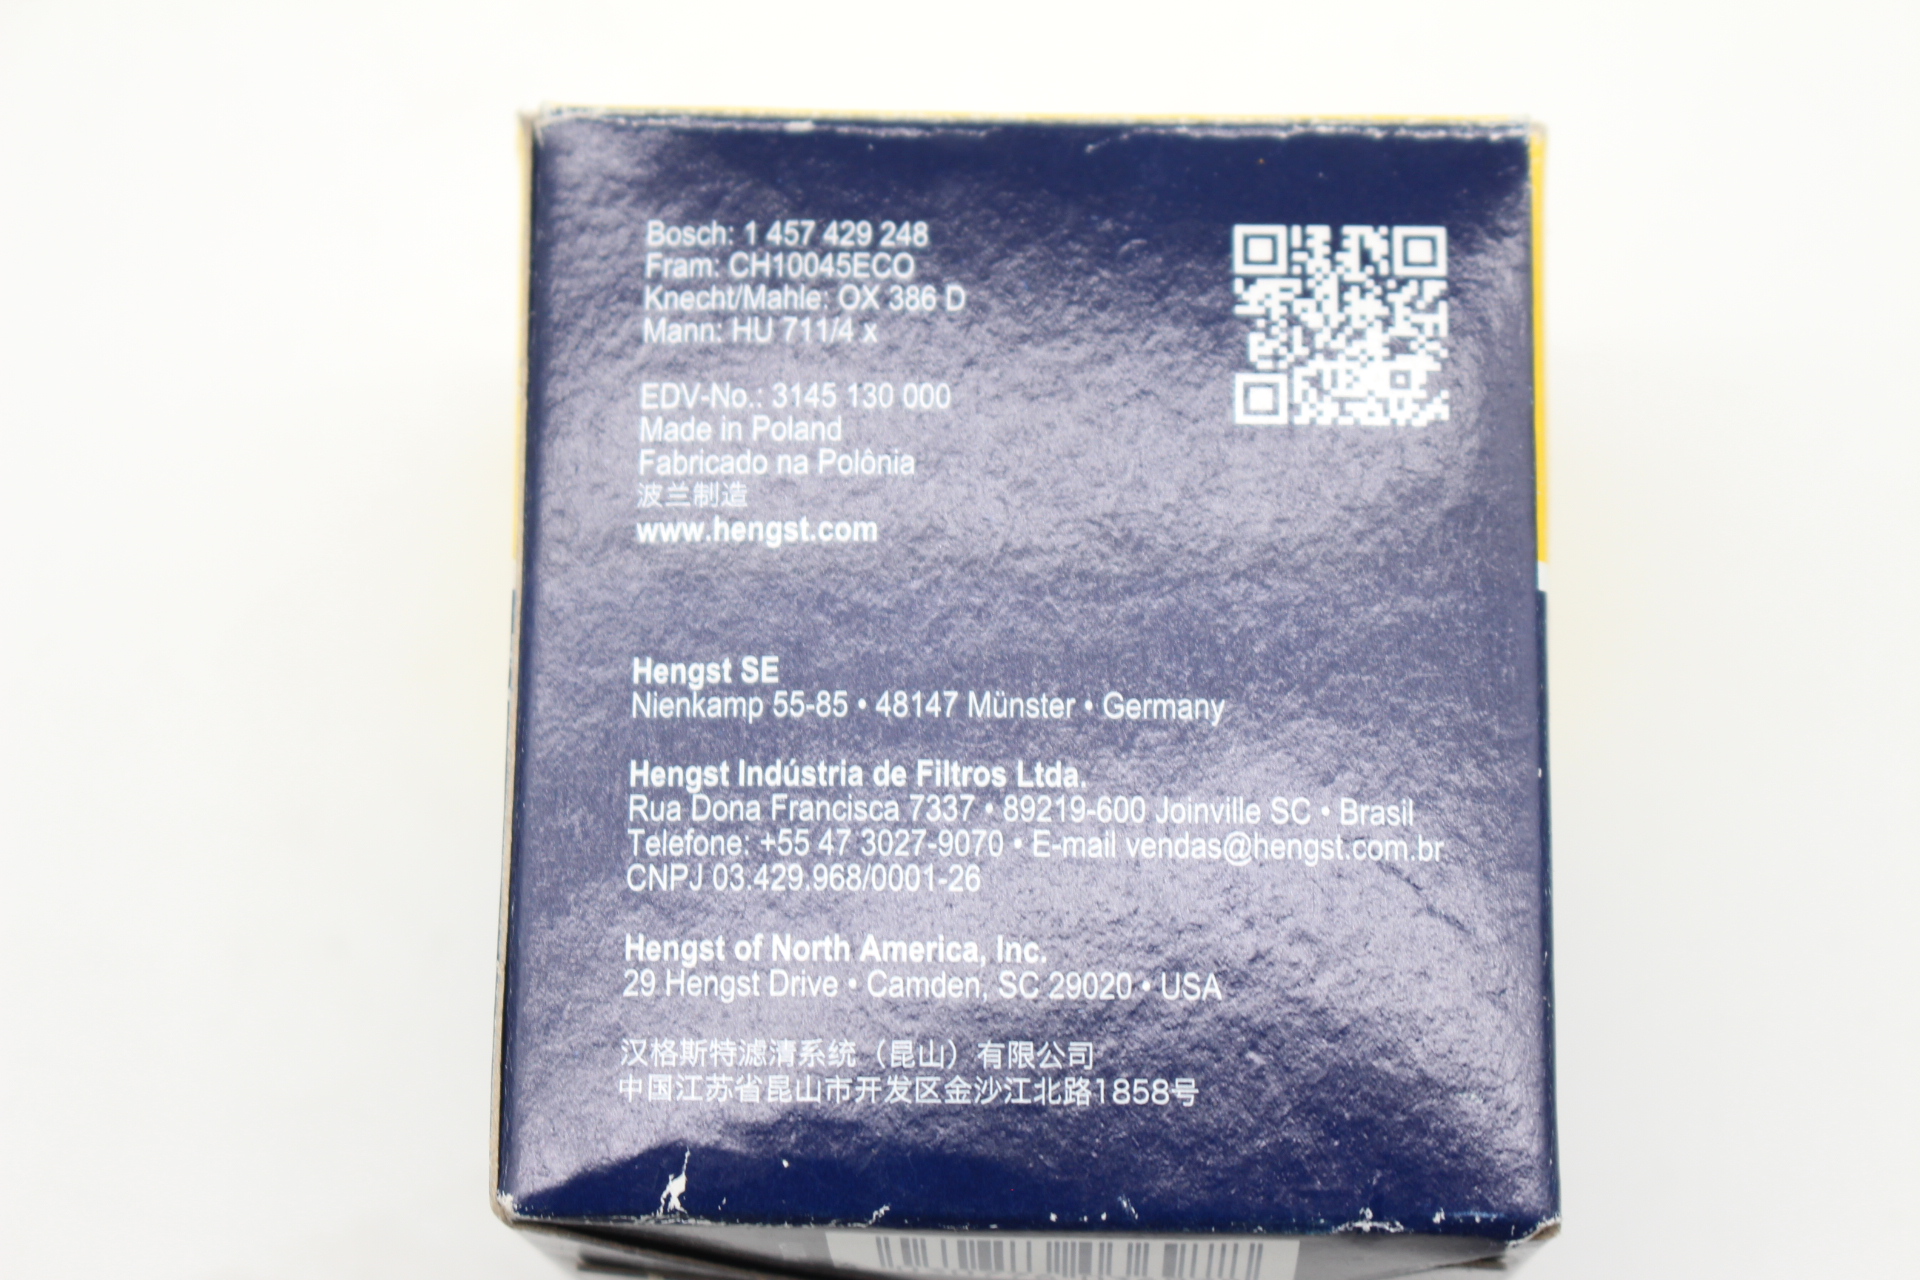 Bosch: 1 457 429 248
Fram: CH10045ECO
Knecht/Mahle: OX 386 D
Mann: HU 711/4 x
EDV-No.: 3145 130 000
Made in Poland
Fabricado na Polônia
波兰制造
www.hengst.com
Hengst SE
Nienkamp 55-85 • 48147 Münster • Germany
Hengst Indústria de Filtros Ltda.
Rua Dona Francisca 7337 • 89219-600 Joinville SC • Brasil
Telefone: +55 47 3027-9070 • E-mail vendas@hengst.com.br
CNPJ 03.429.968/0001-26
Hengst of North America, Inc.
29 Hengst Drive • Camden, SC 29020 • USA
汉格斯特滤清系统（昆山）有限公司
中国江苏省昆山市开发区金沙江北路1858号